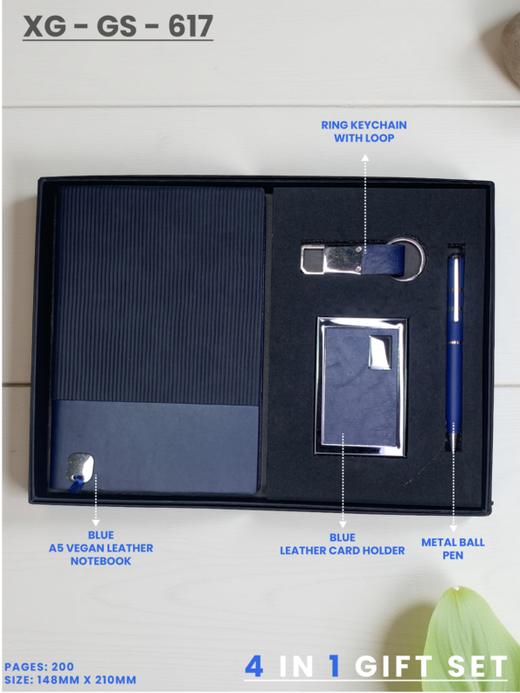 XG - GS - 617
RING KEYCHAIN
WITH LOOP
BLUE
A5 VEGAN LEATHER
NOTEBOOK
BLUE
LEATHER CARD HOLDER
METAL BALL
PEN
PAGES: 200
SIZE: 148MM X 210MM
4 IN 1 GIFT SET